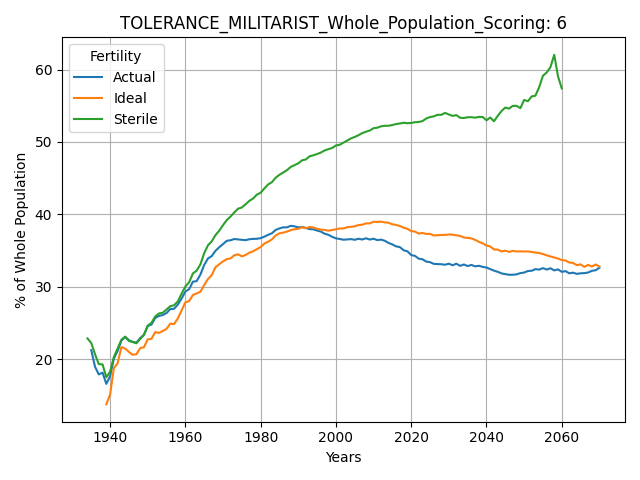 TOLERANCE_MILITARIST_Whole_Population_Scoring: 6
Fertility
Actual
Ideal
Sterile
% of Whole Population
60
50
40
30
20
1940 1960 1980 2000 2020 2040 2060
Years